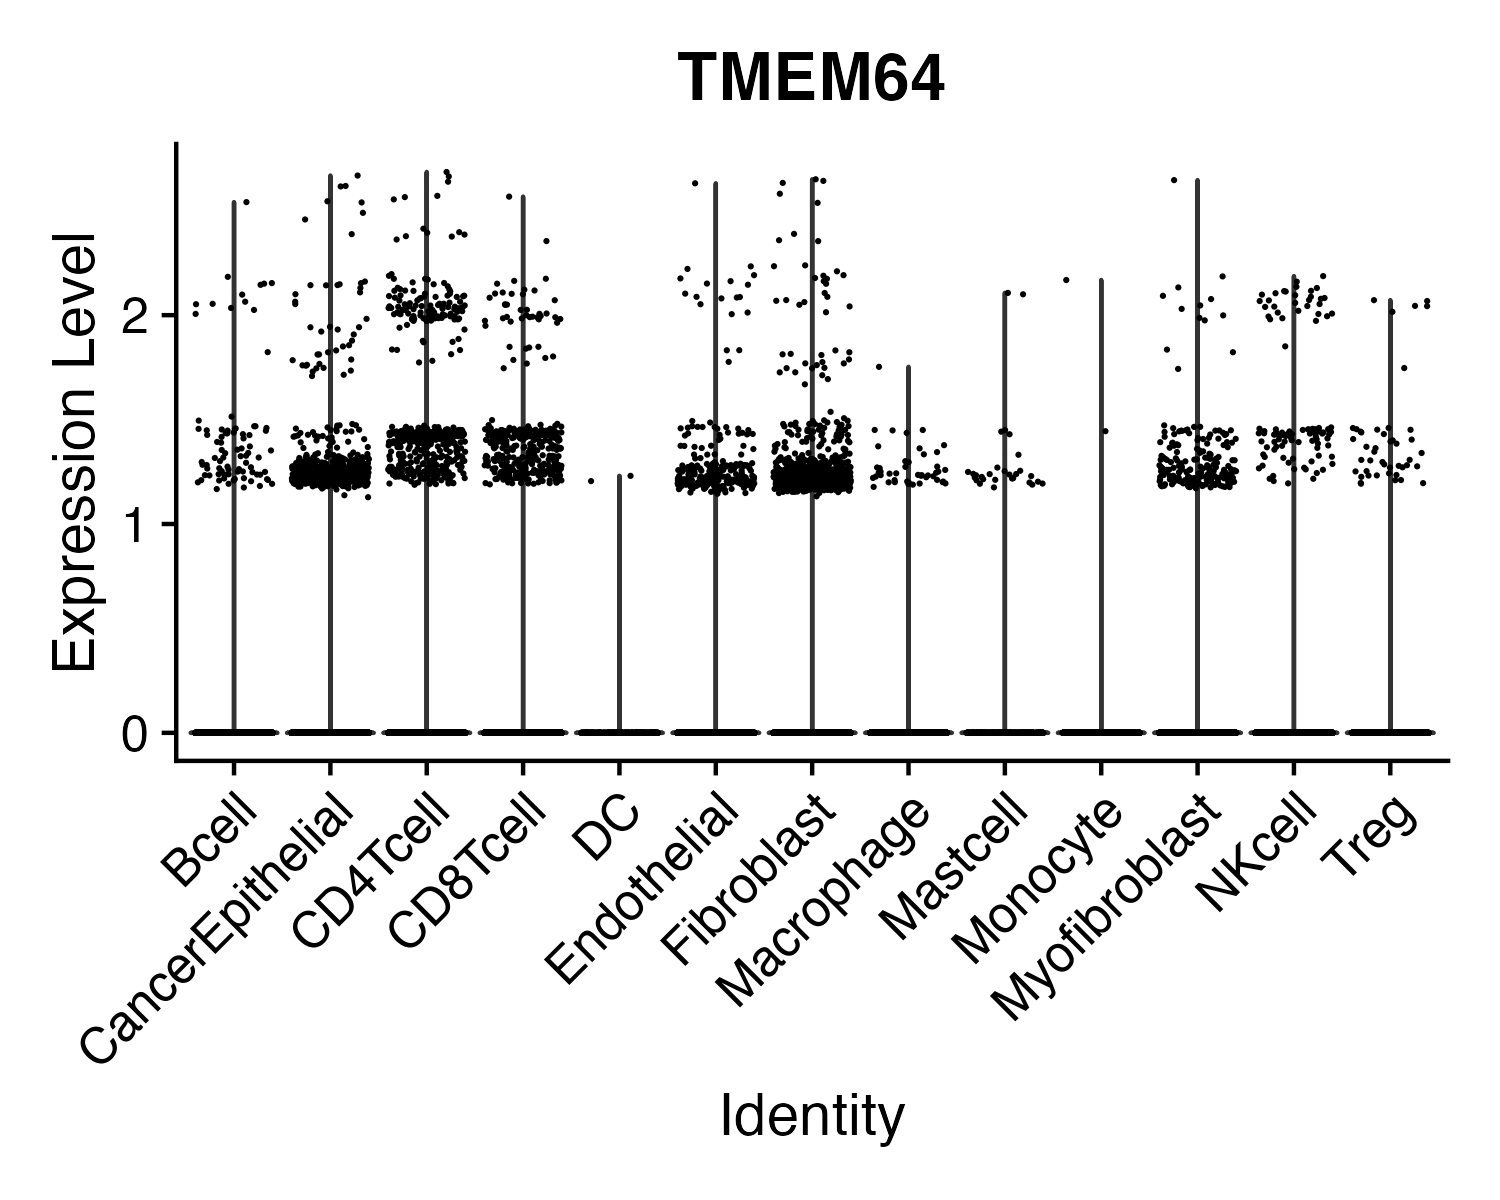 TMEM64
Expression Level
2
1
0
Bcell
CancerEpithelial
CD4Tcell
CD8Tcell
DC
Endothelial
Fibroblast
Macrophage
Mastcell
Monocyte
Myofibroblast
NKcell
Treg
Identity